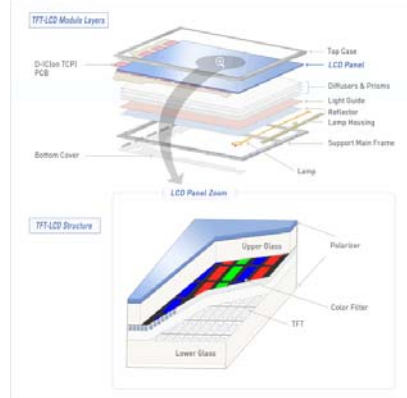 TFT-LCD Module Layers
Top Case
D-IC(on TCP)
PCB
LCD Panel
Diffusers & Prisms
Light Guide
Reflector
Lamp Housing
Support Main Frame
Bottom Cover
Lamp
LCD Panel Zoom
TFT-LCD Structure
Upper Glass
Polarizer
Color Filter
TFT
Lower Glass